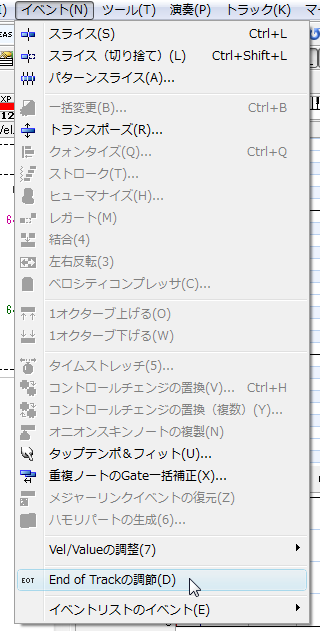 EAS イベント(N) ツール(T) 演奏(P) トラック(K) マ
スライス(S) Ctrl+L
スライス（切り捨て）(L) Ctrl+Shift+L
パターンスライス(A)...
XP
12
Vel.
一括変更(B)... Ctrl+B
トランスポーズ(R)...
クォンタイズ(Q)... Ctrl+Q
ストローク(T)...
ヒューマナイズ(H)...
レガート(M)
結合(4)
左右反転(3)
ベロシティコンプレッサ(C)...
1オクターブ上げる(O)
1オクターブ下げる(W)
タイムストレッチ(5)...
コントロールチェンジの置換(V)... Ctrl+H
コントロールチェンジの置換（複数）(Y)...
オニオンスキンノートの複製(N)
タップテンポ＆フィット(U)...
重複ノートのGate一括補正(X)...
メジャーリンクイベントの復元(Z)
ハモリパートの生成(6)...
Vel/Valueの調整(7)
EOT End of Trackの調節(D)
イベントリストのイベント(E)